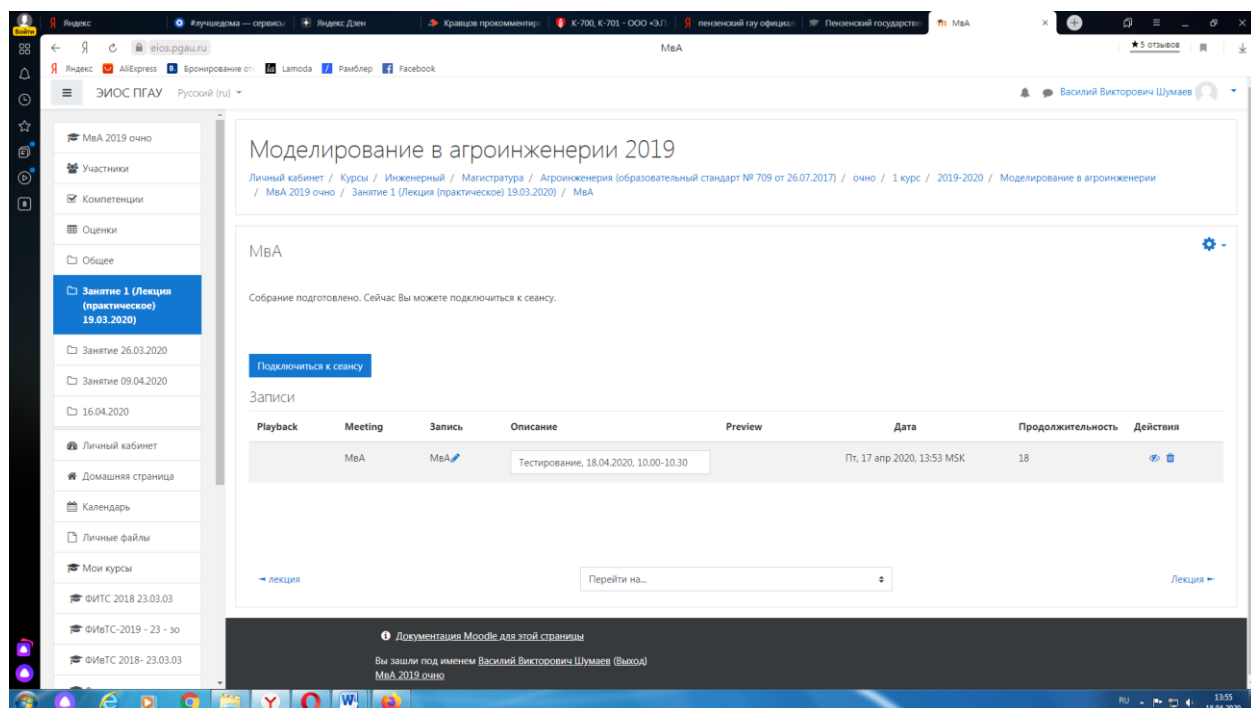 Войти
Яндекс
#лучшедома — сервисы
Яндекс Дзен
Кравцов прокомментир
К-700, К-701 - ООО «Э.П
пензенский гау официал
Пензенский государстве
МвА
Я
eios.pgau.ru
МвА
★5 отзывов
Яндекс
AliExpress
Бронирование от
Lamoda
Рамблер
Facebook
ЭИОС ПГАУ
Русский (ru)
Василий Викторович Шумаев
МвА 2019 очно
Участники
Компетенции
Оценки
Общее
Занятие 1 (Лекция
(практическое)
19.03.2020)
Занятие 26.03.2020
Занятие 09.04.2020
16.04.2020
Личный кабинет
Домашняя страница
Календарь
Личные файлы
Мои курсы
ФИТС 2018 23.03.03
ФИвТС-2019 - 23 - зо
ФИвТС 2018- 23.03.03
Моделирование в агроинженерии 2019
Личный кабинет / Курсы / Инженерный / Магистратура / Агроинженерия (образовательный стандарт № 709 от 26.07.2017) / очно / 1 курс / 2019-2020 / Моделирование в агроинженерии
/ МвА 2019 очно / Занятие 1 (Лекция (практическое) 19.03.2020) / МвА
МвА
Собрание подготовлено. Сейчас Вы можете подключиться к сеансу.
Подключиться к сеансу
Записи
Playback Meeting Запись Описание Preview Дата Продолжительность Действия
МвА МвА Тестирование, 18.04.2020, 10.00-10.30 Пт, 17 апр 2020, 13:53 MSK 18
◄ лекция
Перейти на...
Лекция ►
Документация Moodle для этой страницы
Вы зашли под именем Василий Викторович Шумаев (Выход)
МвА 2019 очно
RU
13:55
18.04.2020